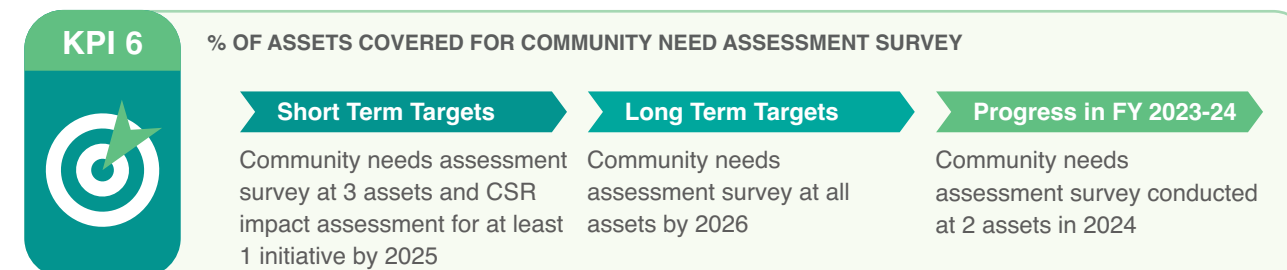 KPI 6
% OF ASSETS COVERED FOR COMMUNITY NEED ASSESSMENT SURVEY
Short Term Targets
Community needs assessment
survey at 3 assets and CSR
impact assessment for at least
1 initiative by 2025
Long Term Targets
Community needs
assessment survey at all
assets by 2026
Progress in FY 2023-24
Community needs
assessment survey conducted
at 2 assets in 2024